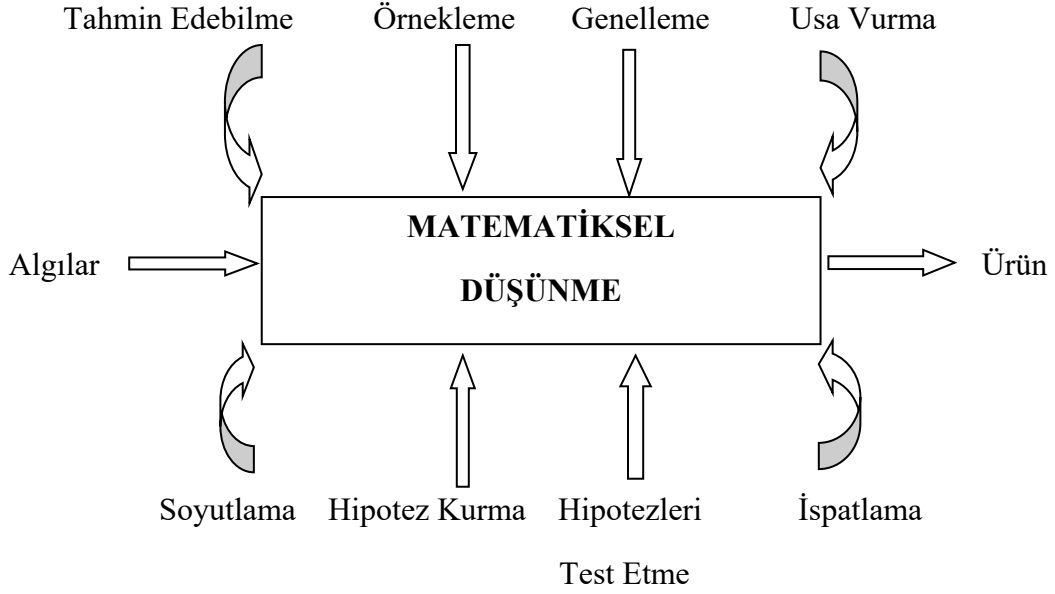 Tahmin Edebilme Örnekleme Genelleme Usa Vurma
MATEMATİKSEL
Algılar DÜŞÜNME Ürün
Soyutlama Hipotez Kurma Hipotezleri İspatlama
Test Etme